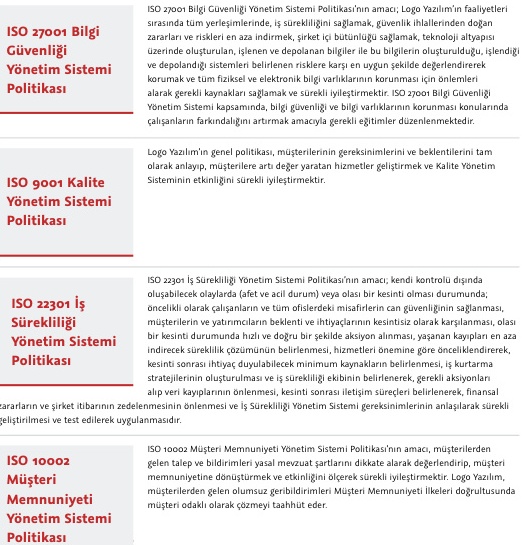 ISO 27001 Bilgi
Güvenliği
Yönetim Sistemi
Politikası
ISO 27001 Bilgi Güvenliği Yönetim Sistemi Politikası'nın amacı; Logo Yazılım'ın faaliyetleri
sırasında tüm yerleşimlerinde, iş sürekliliğini sağlamak, güvenlik ihlallerinden doğan
zararları ve riskleri en aza indirmek, şirket içi bütünlüğü sağlamak, teknoloji altyapısı
üzerinde oluşturulan, işlenen ve depolanan bilgiler ile bu bilgilerin oluşturulduğu, işlendiği
ve depolandığı sistemleri belirlenen risklere karşı en uygun şekilde değerlendirerek
korumak ve tüm fiziksel ve elektronik bilgi varlıklarının korunması için önlemleri
alarak gerekli kaynakları sağlamak ve sürekli iyileştirmektir. ISO 27001 Bilgi Güvenliği
Yönetim Sistemi kapsamında, bilgi güvenliği ve bilgi varlıklarının korunması konularında
çalışanların farkındalığını artırmak amacıyla gerekli eğitimler düzenlenmektedir.
ISO 9001 Kalite
Yönetim Sistemi
Politikası
Logo Yazılım'ın genel politikası, müşterilerinin gereksinimlerini ve beklentilerini tam
olarak anlayıp, müşterilere artı değer yaratan hizmetler geliştirmek ve Kalite Yönetim
Sisteminin etkinliğini sürekli iyileştirmektir.
ISO 22301 İş
Sürekliliği
Yönetim Sistemi
Politikası
ISO 22301 İş Sürekliliği Yönetim Sistemi Politikası'nın amacı; kendi kontrolü dışında
oluşabilecek olaylarda (afet ve acil durum) veya olası bir kesinti olması durumunda;
öncelikli olarak çalışanların ve tüm ofislerdeki misafirlerin can güvenliğinin sağlanması,
müşterilerin ve yatırımcıların beklenti ve ihtiyaçlarının kesintisiz olarak karşılanması, olası
bir kesinti durumunda hızlı ve doğru bir şekilde aksiyon alınması, yaşanan kayıpları en aza
indirecek süreklilik çözümünün belirlenmesi, hizmetleri önemine göre önceliklendirerek,
kesinti sonrası ihtiyaç duyulabilecek minimum kaynakların belirlenmesi, iş kurtarma
stratejilerinin oluşturulması ve iş sürekliliği ekibinin belirlenerek, gerekli aksiyonları
alıp veri kayıplarının önlenmesi, kesinti sonrası iletişim süreçleri belirlenerek, finansal
zararların ve şirket itibarının zedelenmesinin önlenmesi ve İş Sürekliliği Yönetim Sistemi gereksinimlerinin anlaşılarak sürekli
geliştirilmesi ve test edilerek uygulanmasıdır.
ISO 10002
Müşteri
Memnuniyeti
Yönetim Sistemi
Politikası
ISO 10002 Müşteri Memnuniyeti Yönetim Sistemi Politikası'nın amacı, müşterilerden
gelen talep ve bildirimleri yasal mevzuat şartlarını dikkate alarak değerlendirip, müşteri
memnuniyetine dönüştürmek ve etkinliğini ölçerek sürekli iyileştirmektir. Logo Yazılım,
müşterilerden gelen olumsuz geribildirimleri Müşteri Memnuniyeti İlkeleri doğrultusunda
müşteri odaklı olarak çözmeyi taahhüt eder.